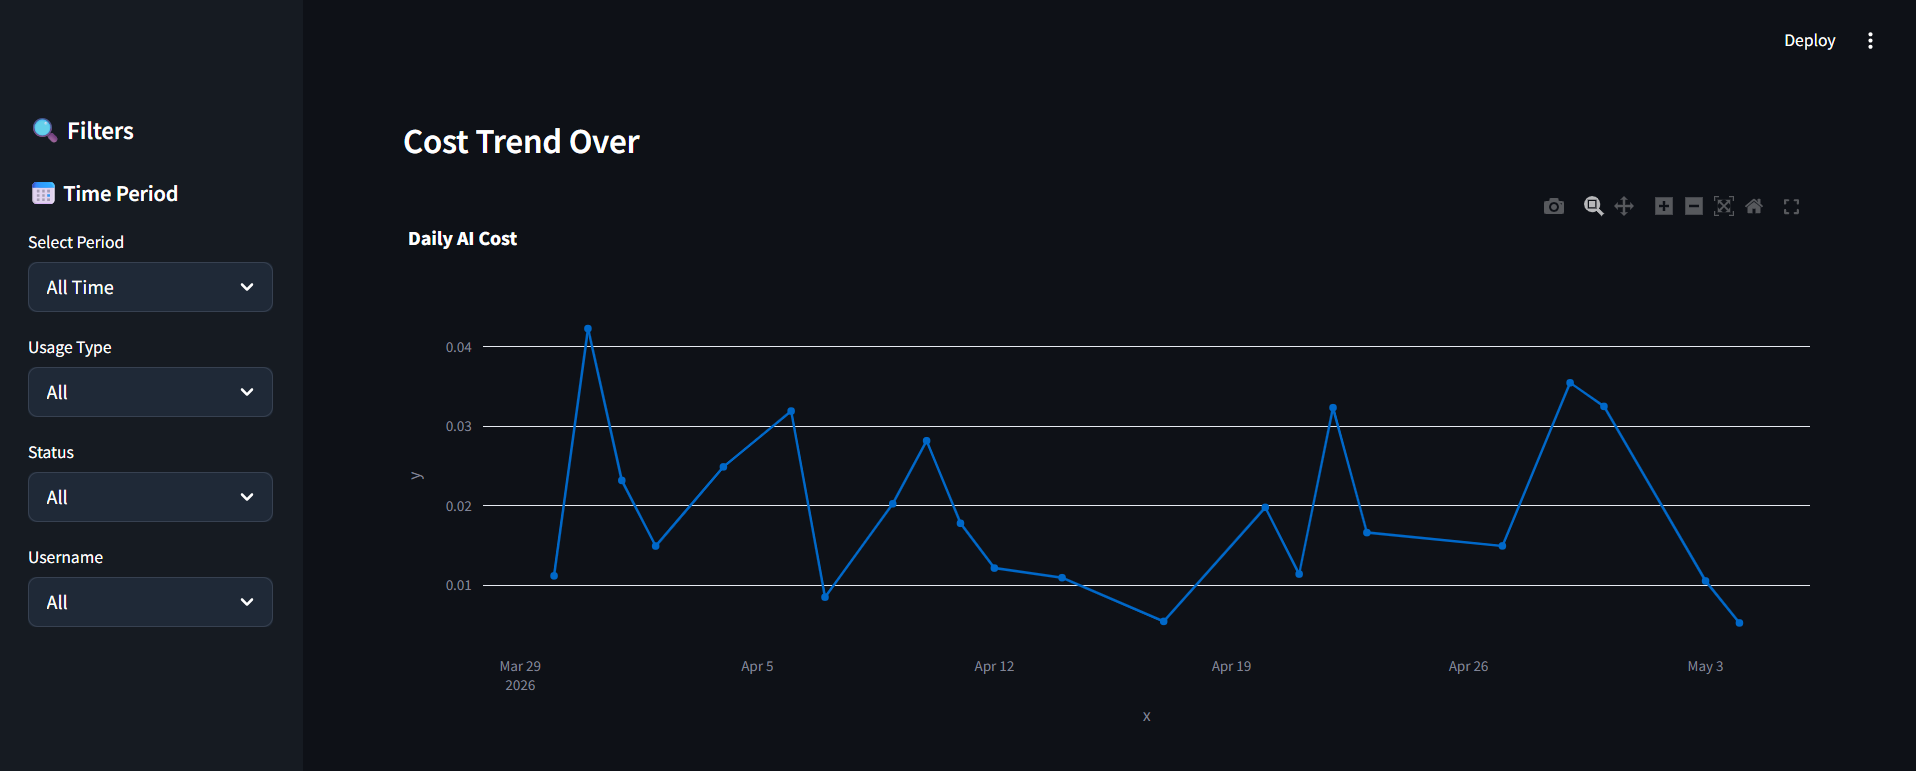 Deploy
Filters
Time Period
Select Period
All Time
Usage Type
All
Status
All
Username
All
Cost Trend Over
Daily AI Cost
0.04
0.03
0.02
0.01
y
Mar 29
2026
Apr 5
Apr 12
Apr 19
Apr 26
May 3
x